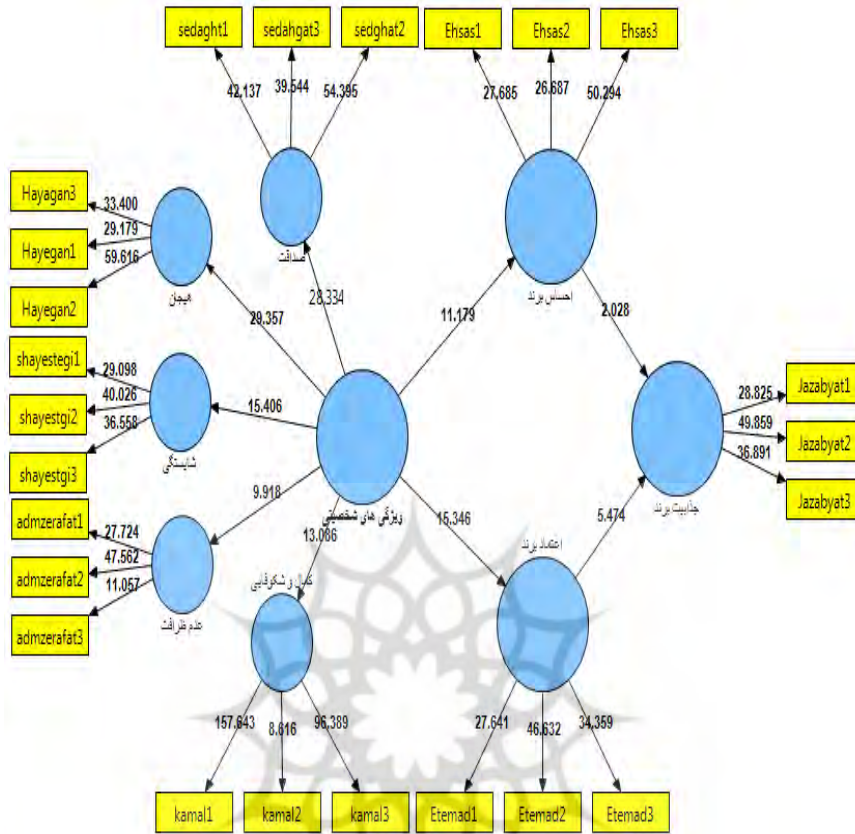 sedaght1
sedahgat3
sedghat2
Ehsas1
Ehsas2
Ehsas3
42.137
39.544
54.395
27.685
26.687
50.294
Hayagan3
Hayegan1
Hayegan2
33.400
29.179
59.616
هیجان
صداقت
احساس برند
29.357
28.334
11.179
2.028
shayestegi1
shayestgi2
shayestgi3
29.098
40.026
36.558
شایستگی
15.406
ویژگی های شخصیتی
Jazabyat1
Jazabyat2
Jazabyat3
28.825
49.859
36.891
جذابیت برند
admzerafat1
admzerafat2
admzerafat3
27.724
47.562
11.057
عدم ظرافت
9.918
13.086
15.346
5.474
کمال و شکوفایی
اعتماد برند
157.643
8.616
96.389
27.641
46.632
34.359
kamal1
kamal2
kamal3
Etemad1
Etemad2
Etemad3